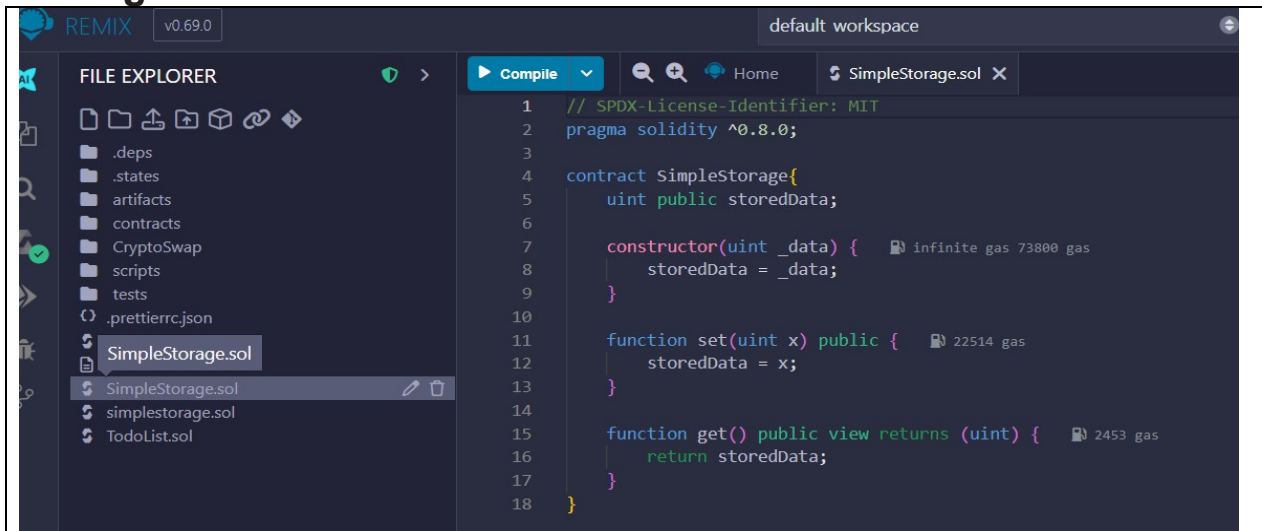 REMIX v0.69.0 default workspace
FILE EXPLORER
.deps
.states
artifacts
contracts
CryptoSwap
scripts
tests
.prettierrc.json
SimpleStorage.sol
SimpleStorage.sol
simplestorage.sol
TodoList.sol
AI
Compile Home SimpleStorage.sol
1 // SPDX-License-Identifier: MIT
2 pragma solidity ^0.8.0;
3
4 contract SimpleStorage{
5 uint public storedData;
6
7 constructor(uint _data) { infinite gas 73800 gas
8 storedData = _data;
9 }
10
11 function set(uint x) public { 22514 gas
12 storedData = x;
13 }
14
15 function get() public view returns (uint) { 2453 gas
16 return storedData;
17 }
18 }